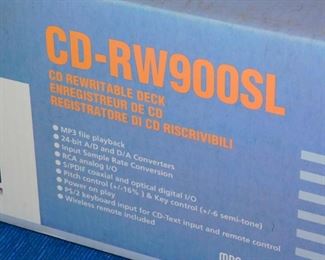 CD-RW900SL
CD REWRITABLE DECK
ENREGISTREUR DE CD
REGISTRATORE DI CD RISCRIVIBILI
● MP3 file playback
● 24-bit A/D and D/A Converters
● Input Sample Rate Conversion
● RCA analog I/O
● S/PDIF coaxial and optical digital I/O
● Pitch control (+/-16% ) & Key control (+/-6 semi-tone)
● Power on play
● PS/2 keyboard input for CD-Text input and remote control
● Wireless remote included